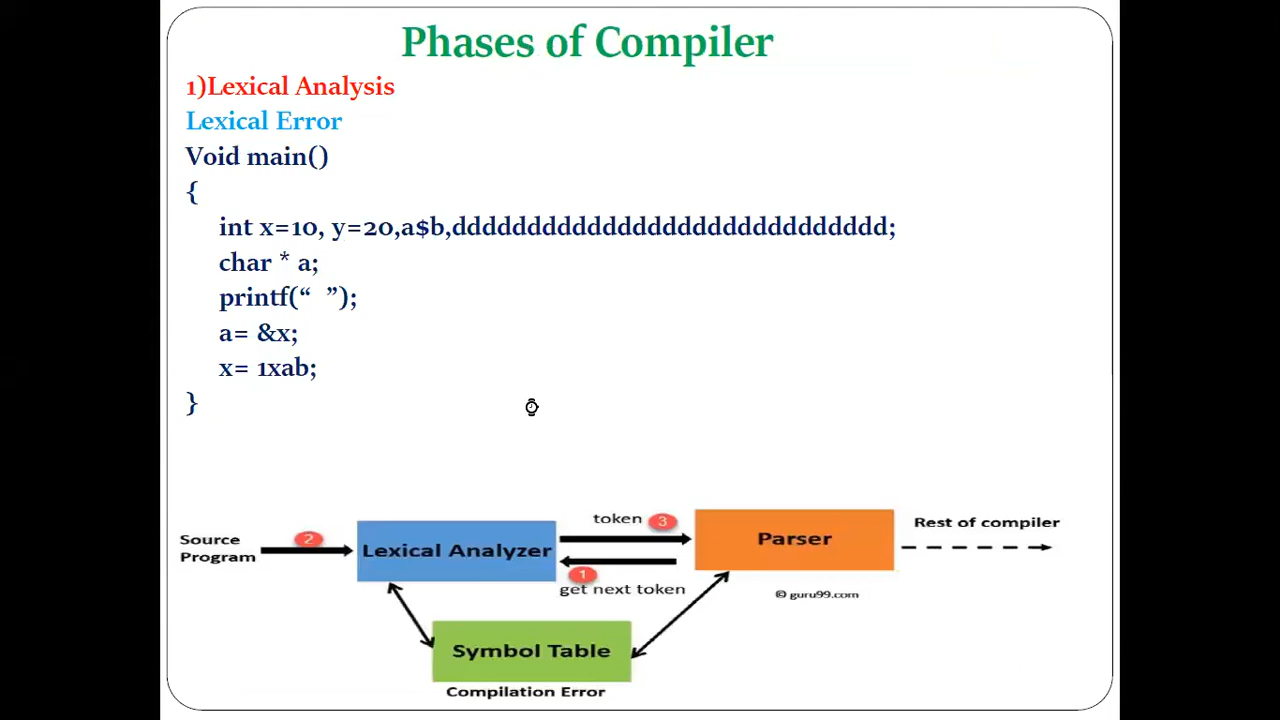 Phases of Compiler
1)Lexical Analysis
Lexical Error
Void main()
{
int x=10, y=20,a$b,ddddddddddddddddddddddddddddd;
char * a;
printf(“  ”);
a= &x;
x= 1xab;
}
Source
Program
2
Lexical Analyzer
token
3
1
get next token
Parser
Rest of compiler
© guru99.com
Symbol Table
Compilation Error